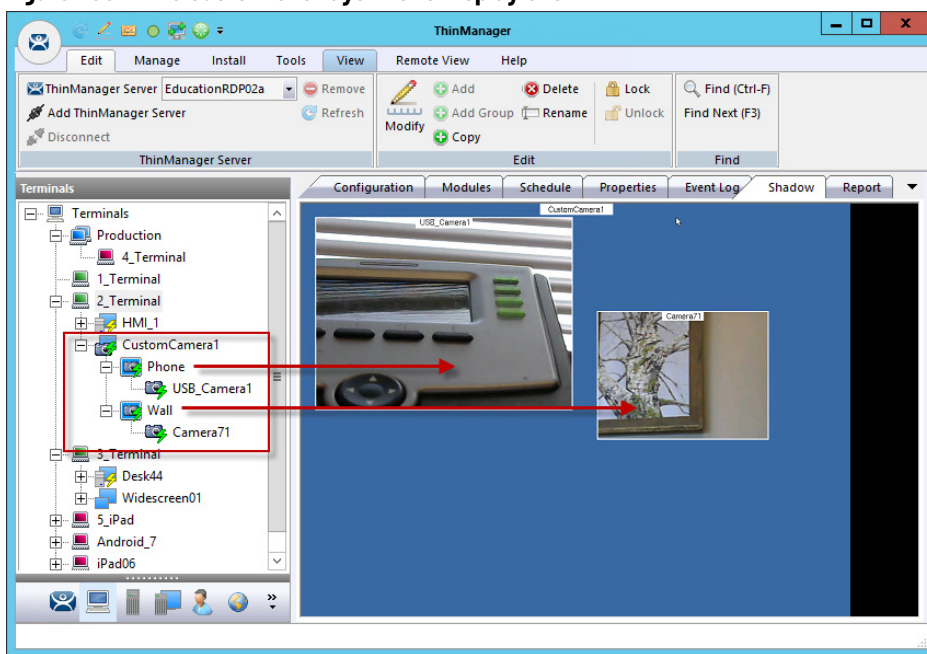 ThinManager
Edit Manage Install Tools View Remote View Help
ThinManager Server EducationRDP02a Remove Add Delete Lock Find (Ctrl-F)
Add ThinManager Server Refresh Modify Add Group Rename Unlock Find Next (F3)
Disconnect Copy
ThinManager Server Edit Find
Terminals Configuration Modules Schedule Properties Event Log Shadow Report
Terminals
Production
4_Terminal
1_Terminal
2_Terminal
HMI_1
CustomCamera1
Phone
USB_Camera1
Wall
Camera71
3_Terminal
Desk44
Widescreen01
5_iPad
Android_7
iPad06
CustomCamera1
USB_Camera1
Camera71